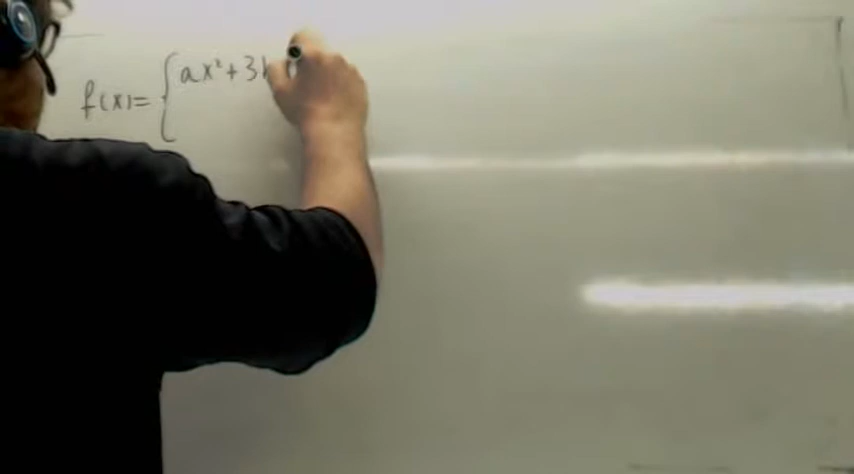 f(x)= { ax²+3